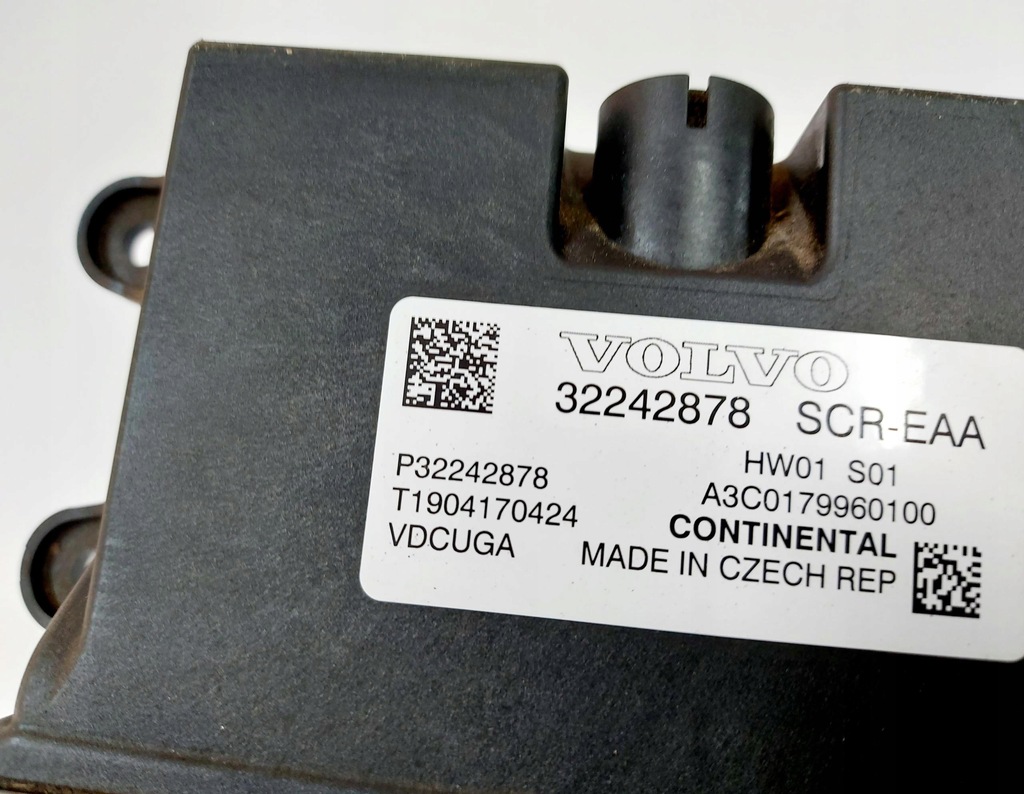 VOLVO
32242878 SCR-EAA
P32242878
T1904170424
VDCUGA
HW01 S01
A3C0179960100
CONTINENTAL
MADE IN CZECH REP